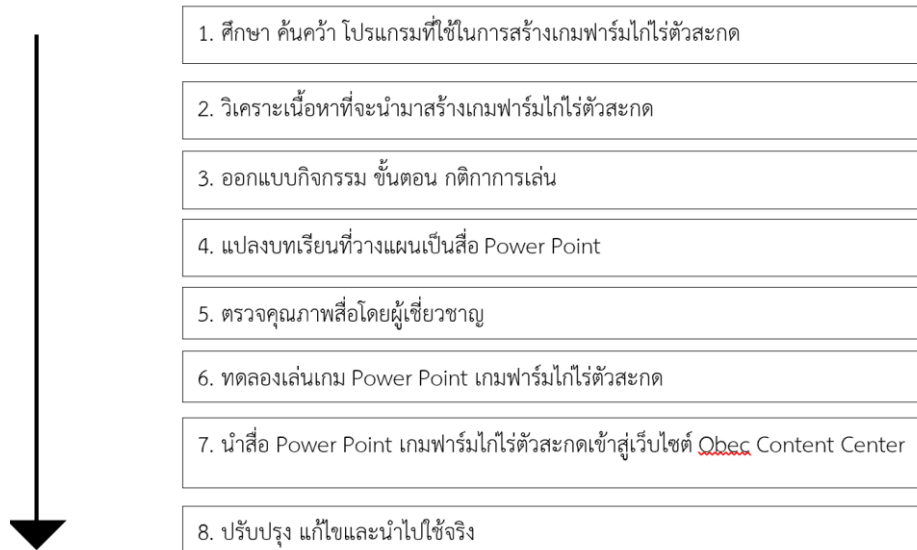 1. ศึกษา ค้นคว้า โปรแกรมที่ใช้ในการสร้างเกมฟาร์มไก่ไร่ตัวสะกด
2. วิเคราะเนื้อหาที่จะนำมาสร้างเกมฟาร์มไก่ไร่ตัวสะกด
3. ออกแบบกิจกรรม ขั้นตอน กติกาการเล่น
4. แปลงบทเรียนที่วางแผนเป็นสื่อ Power Point
5. ตรวจคุณภาพสื่อโดยผู้เชี่ยวชาญ
6. ทดลองเล่นเกม Power Point เกมฟาร์มไก่ไร่ตัวสะกด
7. นำสื่อ Power Point เกมฟาร์มไก่ไร่ตัวสะกดเข้าสู่เว็บไซต์ Obec Content Center
8. ปรับปรุง แก้ไขและนำไปใช้จริง